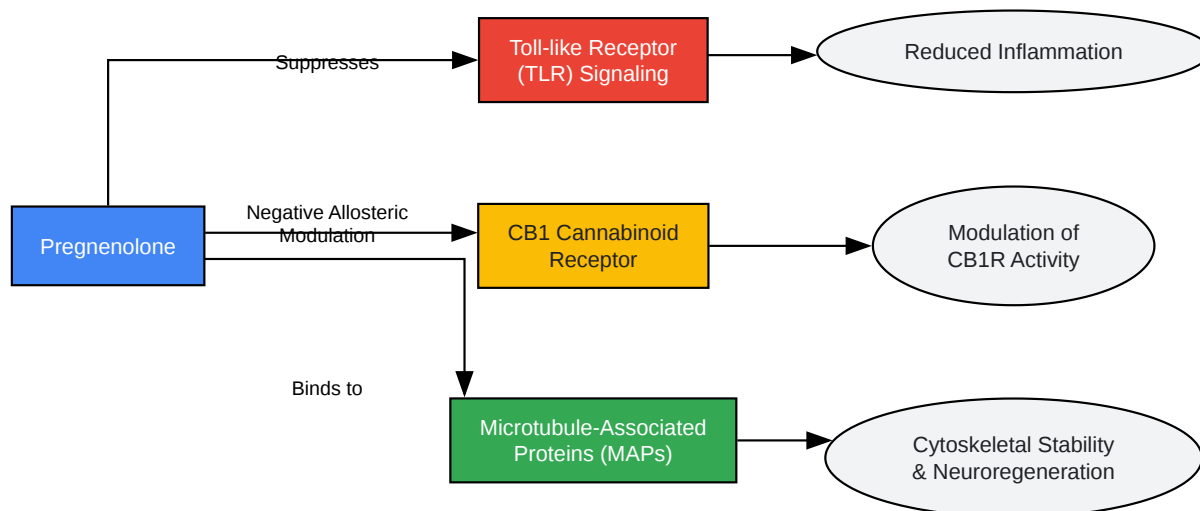 Toll-like Receptor
(TLR) Signaling
Reduced Inflammation
Suppresses
Negative Allosteric
Modulation
Pregnenolone
CB1 Cannabinoid
Receptor
Modulation of
CB1R Activity
Binds to
Microtubule-Associated
Proteins (MAPs)
Cytoskeletal Stability
& Neuroregeneration